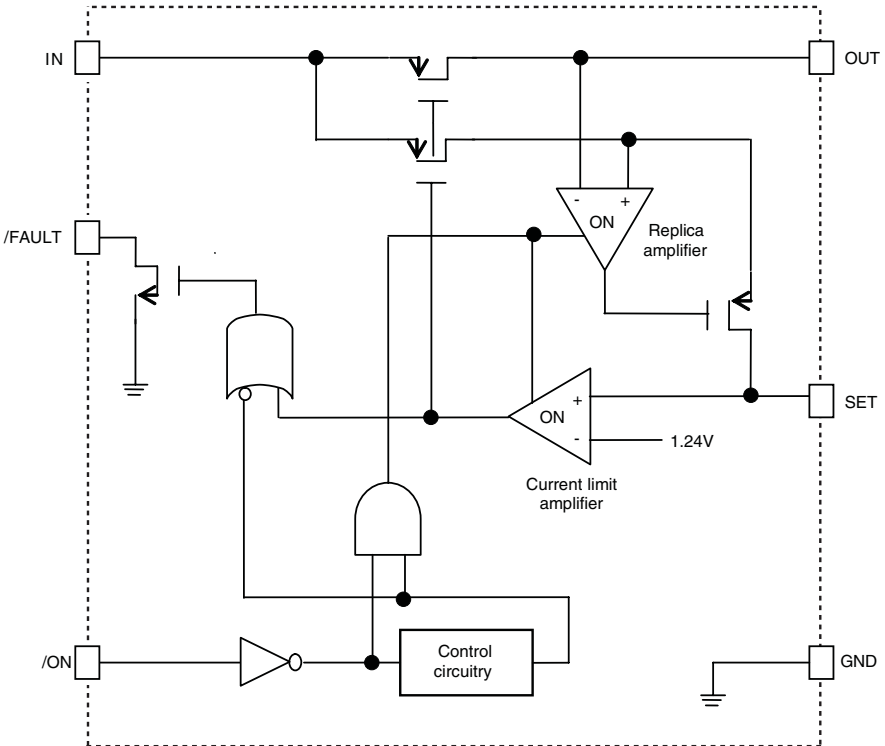 IN
OUT
- +
ON
Replica
amplifier
/FAULT
+
ON
-
1.24V
SET
Current limit
amplifier
/ON
Control
circuitry
GND